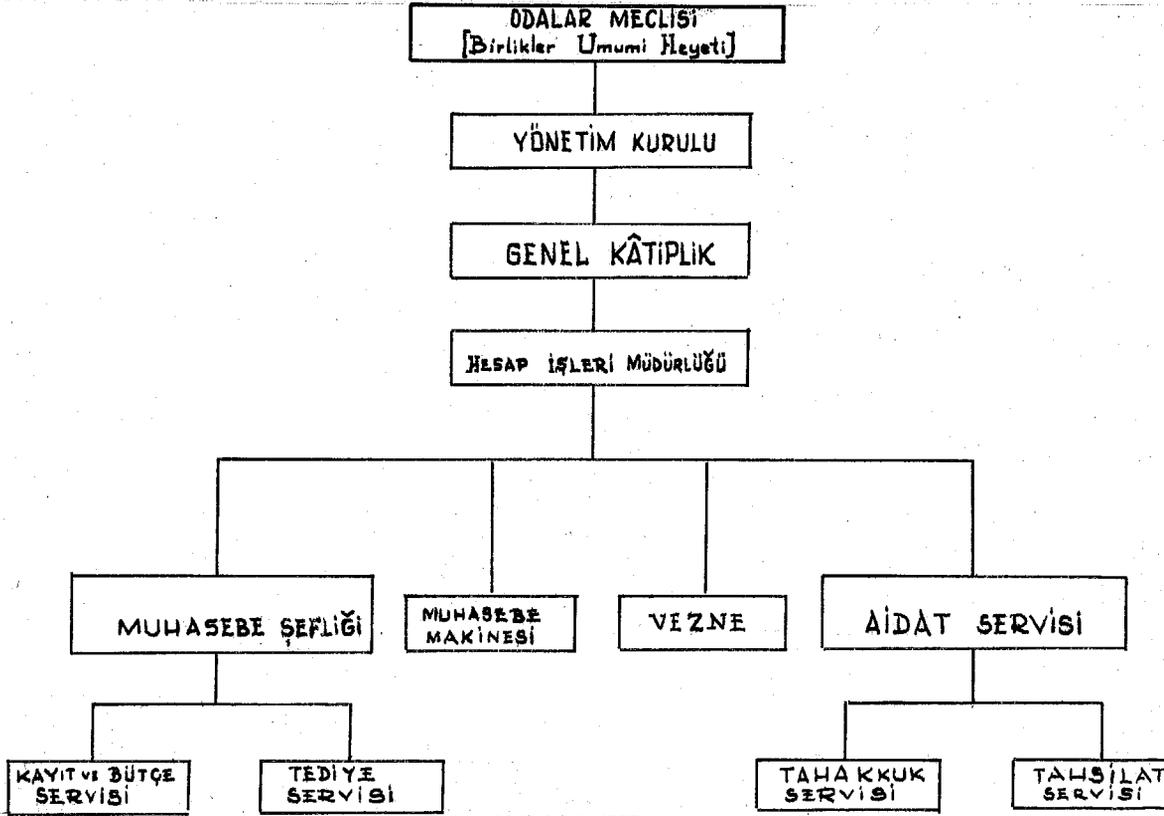 ODALAR MECLİSİ
[Birlikler Umumi Heyeti]
YÖNETİM KURULU
GENEL KÂTİPLİK
HESAP İŞLERİ MÜDÜRLÜĞÜ
MUHASEBE ŞEFLİĞİ
MUHASEBE
MAKİNESİ
VEZNE
AİDAT SERVİSİ
KAYIT VE BÜTÇE
SERVİSİ
TEDİYE
SERVİSİ
TAHAKKUK
SERVİSİ
TAHSİLAT
SERVİSİ